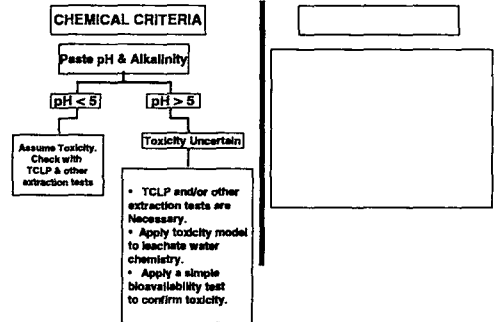 CHEMICAL CRITERIA
Paste pH & Alkalinity
pH < 5
pH > 5
Assume Toxicity.
Check with
TCLP & other
extraction tests
Toxicity Uncertain
• TCLP and/or other
extraction tests are
Necessary.
• Apply toxicity model
to leachate water
chemistry.
• Apply a simple
bioavailability test
to confirm toxicity.